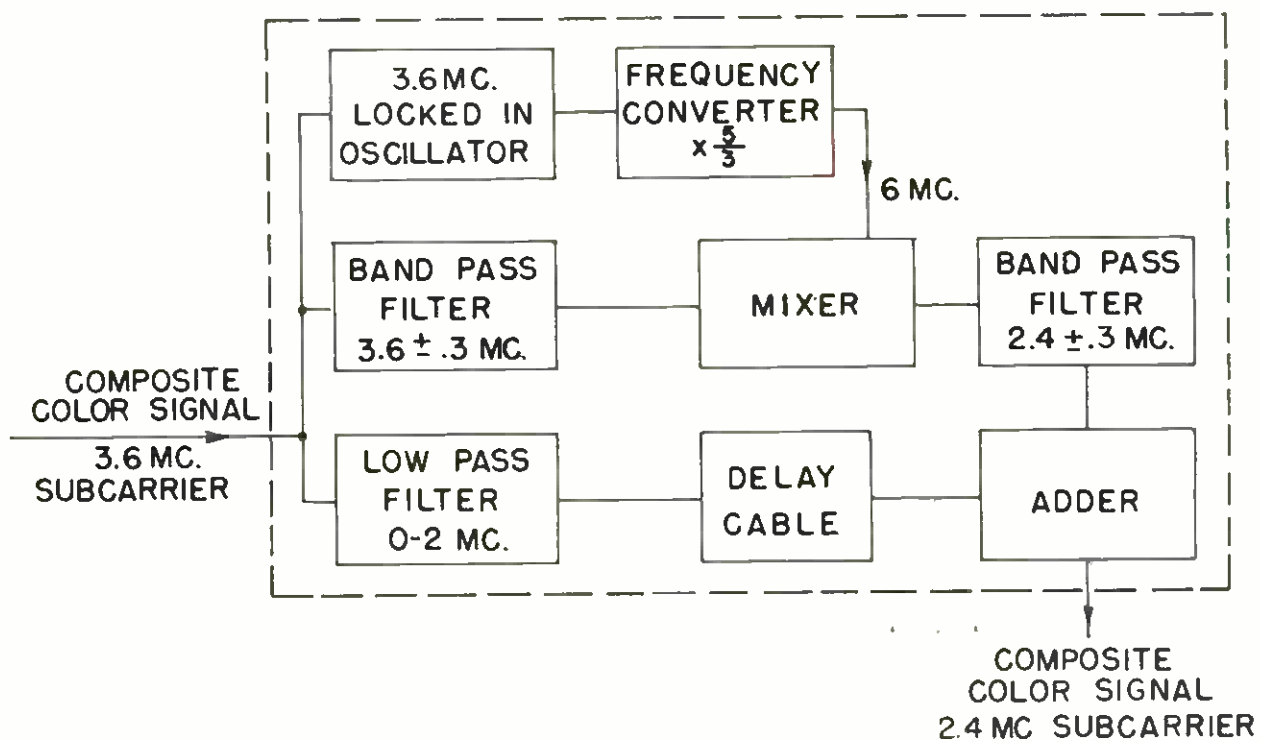 3.6 MC.
LOCKED IN
OSCILLATOR
FREQUENCY
CONVERTER
x 5/3
6 MC.
BAND PASS
FILTER
3.6 ± .3 MC.
MIXER
BAND PASS
FILTER
2.4 ± .3 MC.
COMPOSITE
COLOR SIGNAL
3.6 MC.
SUBCARRIER
LOW PASS
FILTER
0-2 MC.
DELAY
CABLE
ADDER
COMPOSITE
COLOR SIGNAL
2.4 MC SUBCARRIER